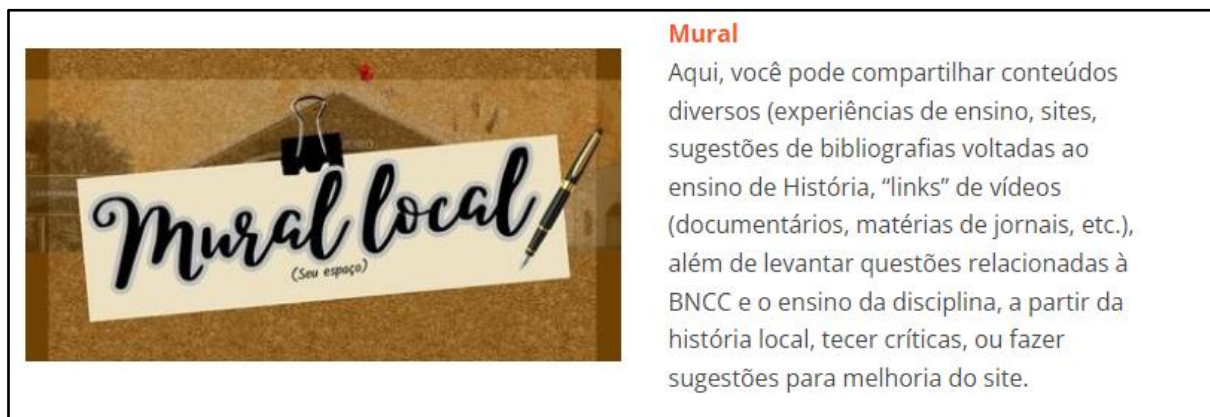 Mural local
(Seu espaço)
Mural
Aqui, você pode compartilhar conteúdos
diversos (experiências de ensino, sites,
sugestões de bibliografias voltadas ao
ensino de História, “links” de vídeos
(documentários, matérias de jornais, etc.),
além de levantar questões relacionadas à
BNCC e o ensino da disciplina, a partir da
história local, tecer críticas, ou fazer
sugestões para melhoria do site.